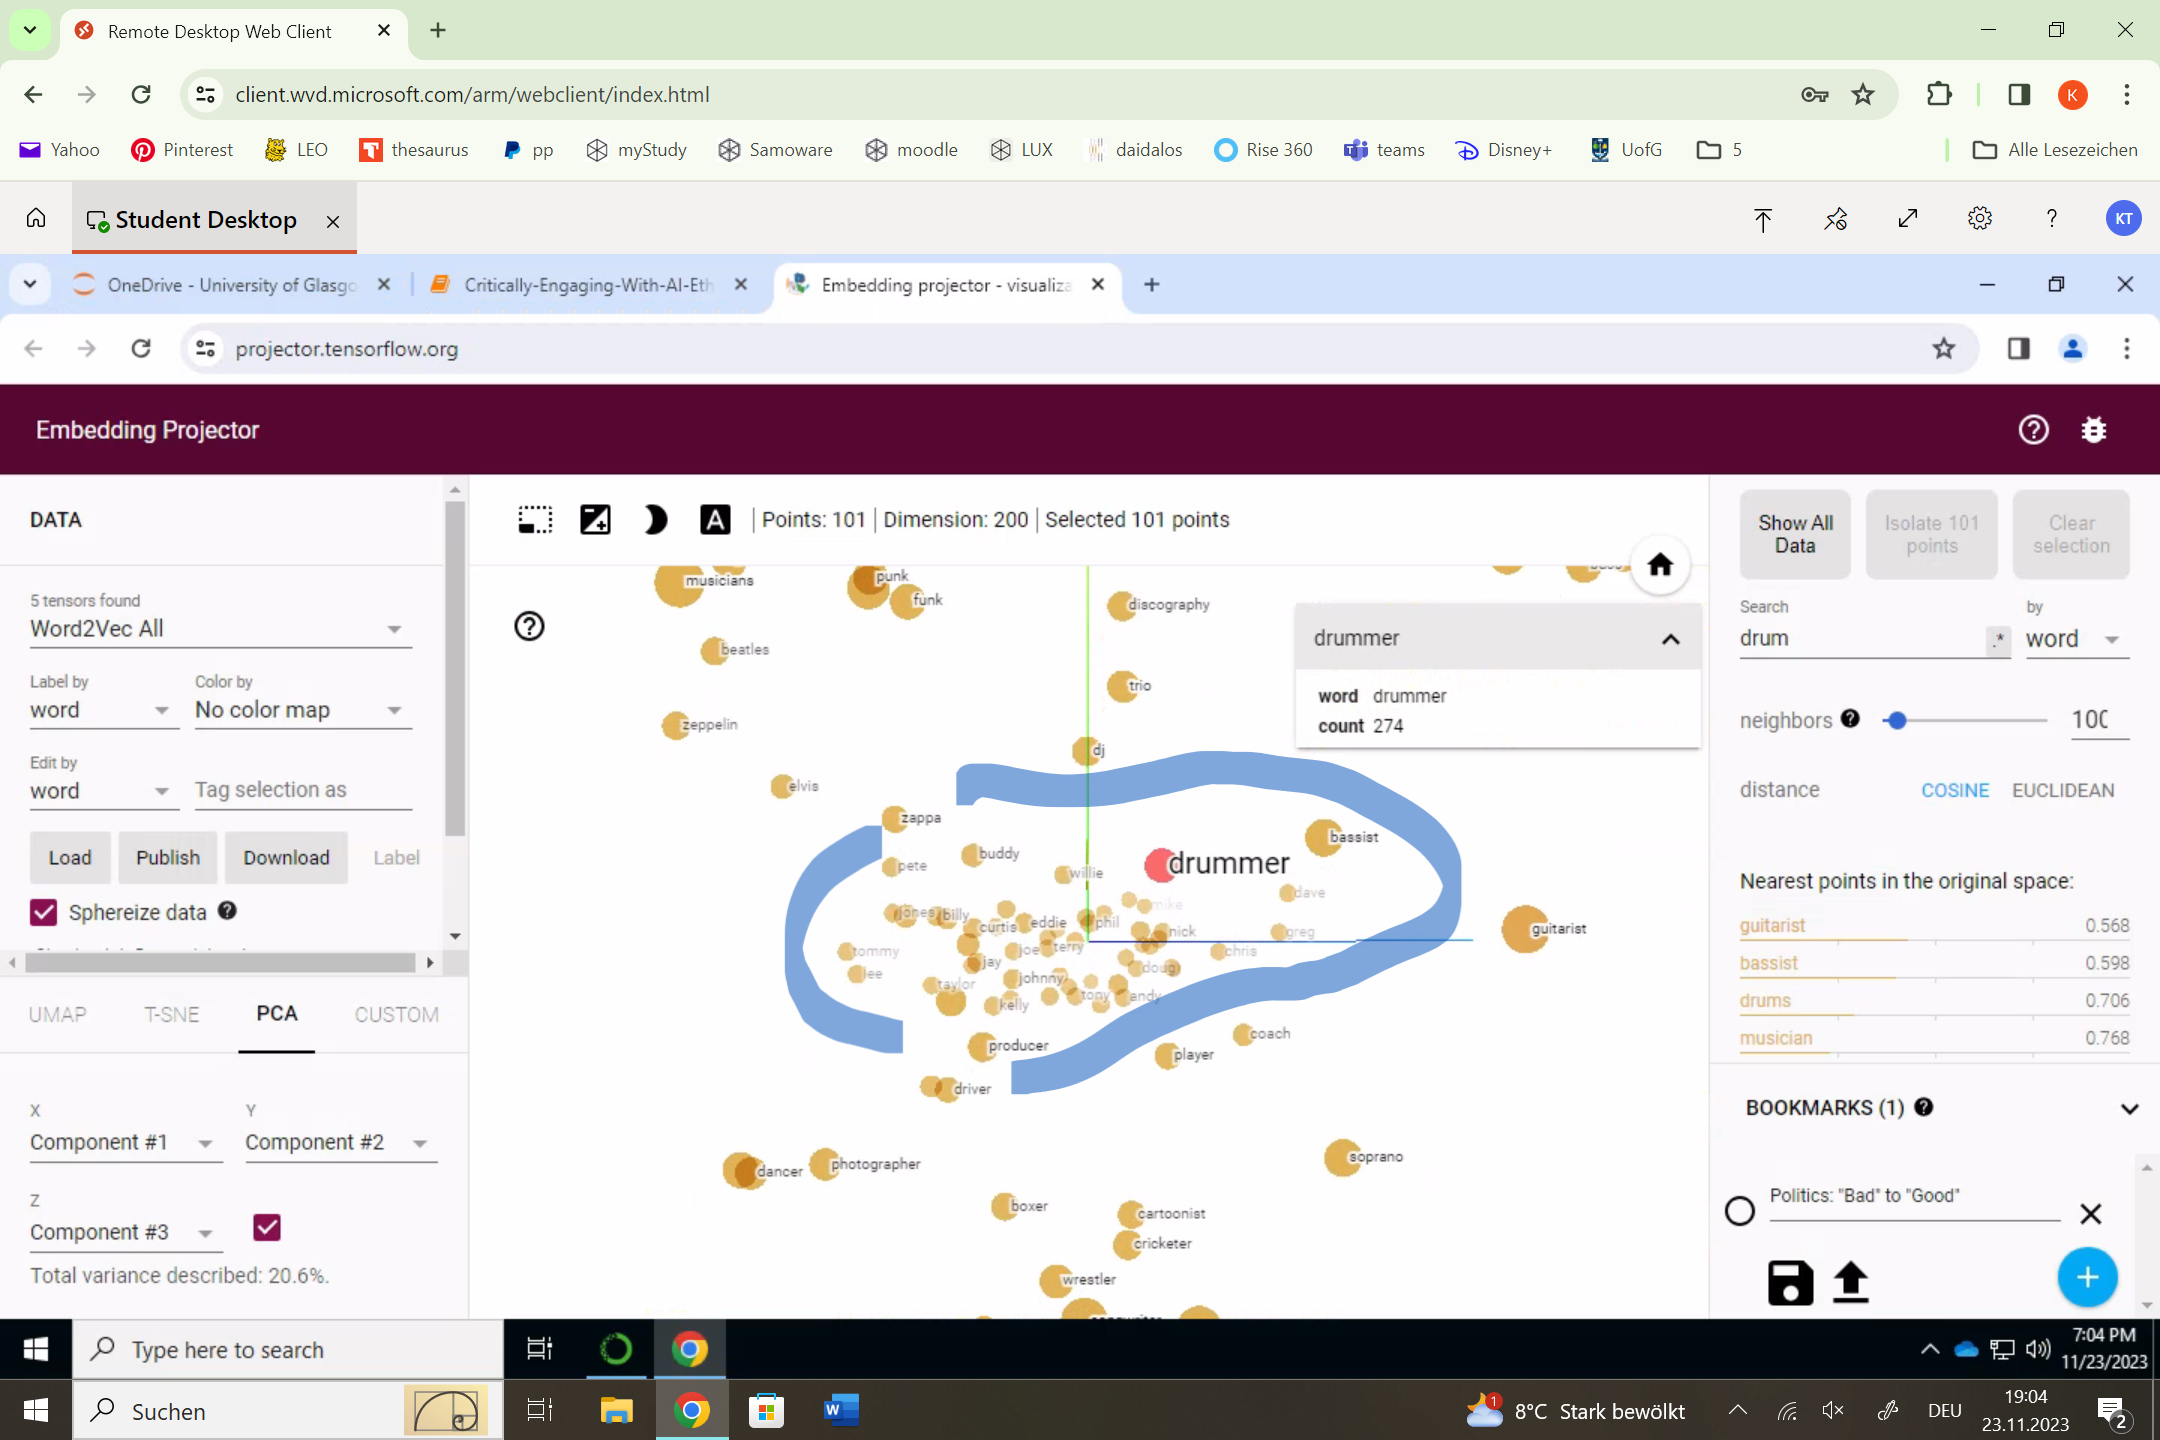 Remote Desktop Web Client
client.wvd.microsoft.com/arm/webclient/index.html
K
Yahoo Pinterest LEO thesaurus pp myStudy Samoware moodle LUX daidalos Rise 360 teams Disney+ UofG 5 Alle Lesezeichen
Student Desktop
KT
OneDrive - University of Glasgo Critically-Engaging-With-AI-Eth Embedding projector - visualiza
projector.tensorflow.org
Embedding Projector
DATA
Points: 101 | Dimension: 200 | Selected 101 points
5 tensors found
Word2Vec All
Label by Color by
word No color map
Edit by
word Tag selection as
Load Publish Download Label
Sphereize data
UMAP T-SNE PCA CUSTOM
X Y
Component #1 Component #2
Z
Component #3
Total variance described: 20.6%.
musicians
punk
funk
discography
beatles
trio
zeppelin
dj
elvis
zappa
bassist
buddy
drummer
pete
willie
dave
mike
jones
billy
eddie
phil
curtis
nick
greg
guitarist
tommy
joe
terry
chris
jay
lee
doug
johnny
taylor
tony
andy
kelly
coach
producer
player
driver
soprano
dancer
photographer
boxer
cartoonist
cricketer
wrestler
drummer
word drummer
count 274
Show All Data
Isolate 101 points
Clear selection
Search by
drum .* word
neighbors 100
distance COSINE EUCLIDEAN
Nearest points in the original space:
guitarist 0.568
bassist 0.598
drums 0.706
musician 0.768
BOOKMARKS (1)
Politics: "Bad" to "Good"
Type here to search
7:04 PM
11/23/2023
Suchen
1
8°C Stark bewölkt
DEU
19:04
23.11.2023
2